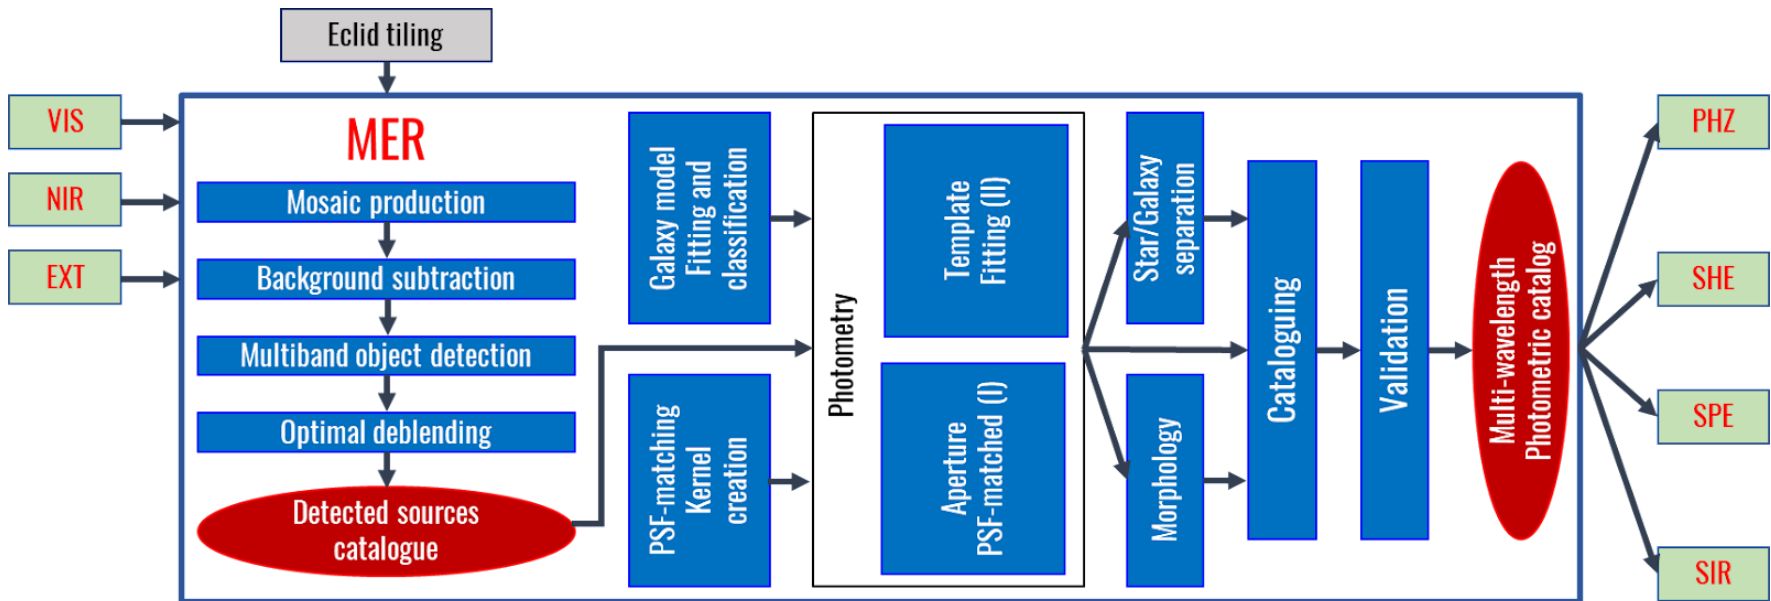 Eclid tiling
VIS
NIR
EXT
MER
Mosaic production
Background subtraction
Multiband object detection
Optimal deblending
Detected sources
catalogue
Galaxy model
Fitting and
classification
PSF-matching
Kernel
creation
Photometry
Template
Fitting (II)
Aperture
PSF-matched (I)
Star/Galaxy
separation
Morphology
Cataloguing
Validation
Multi-wavelength
Photometric catalog
PHZ
SHE
SPE
SIR